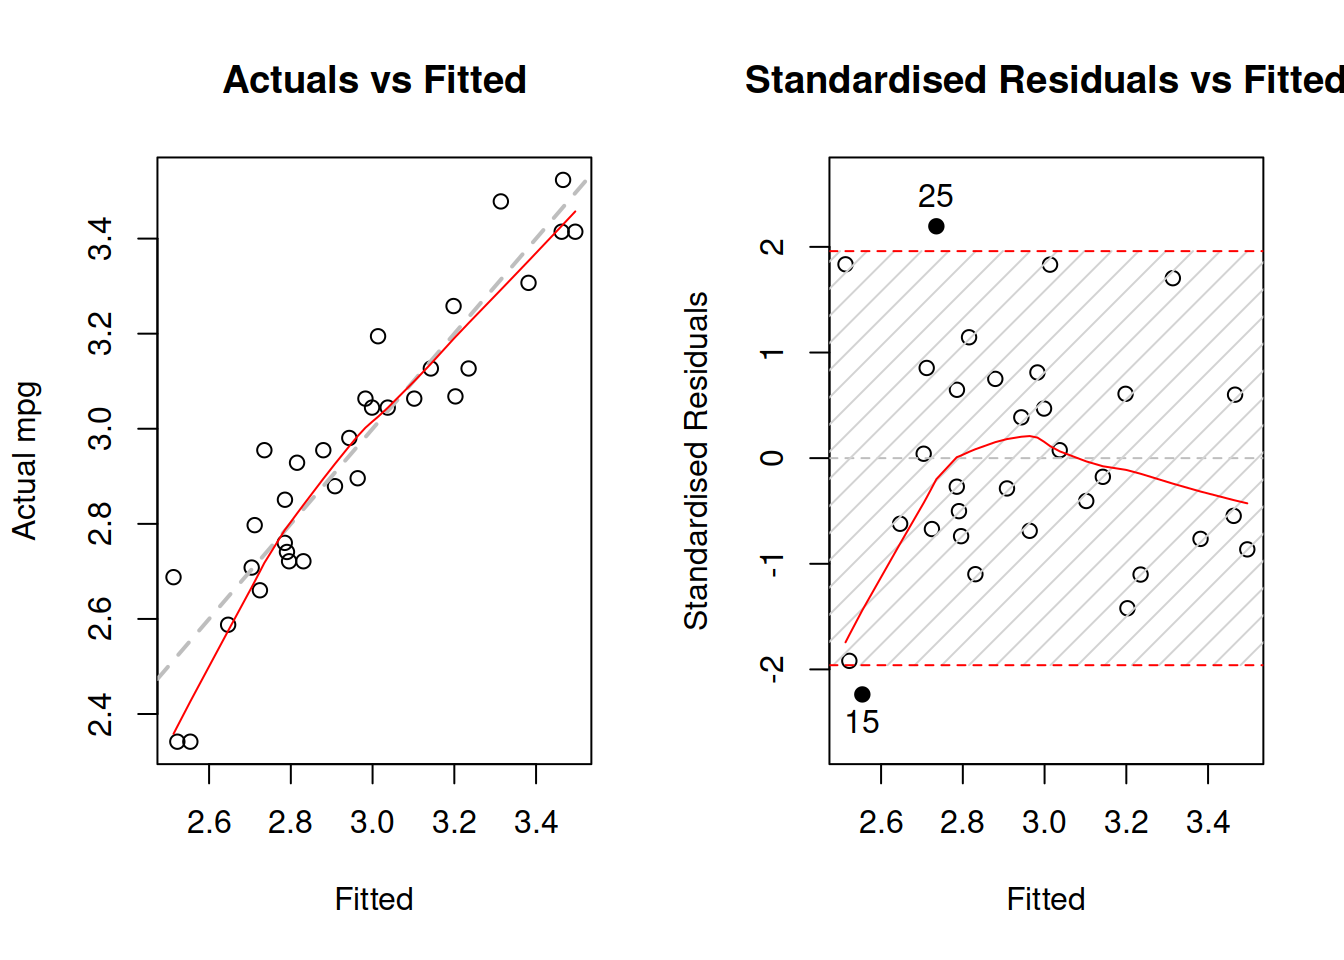 Actuals vs Fitted
Actual mpg
3.4
3.2
3.0
2.8
2.6
2.4
2.6 2.8 3.0 3.2 3.4
Fitted
Standardised Residuals vs Fitted
Standardised Residuals
2
1
0
-1
-2
25
15
2.6 2.8 3.0 3.2 3.4
Fitted